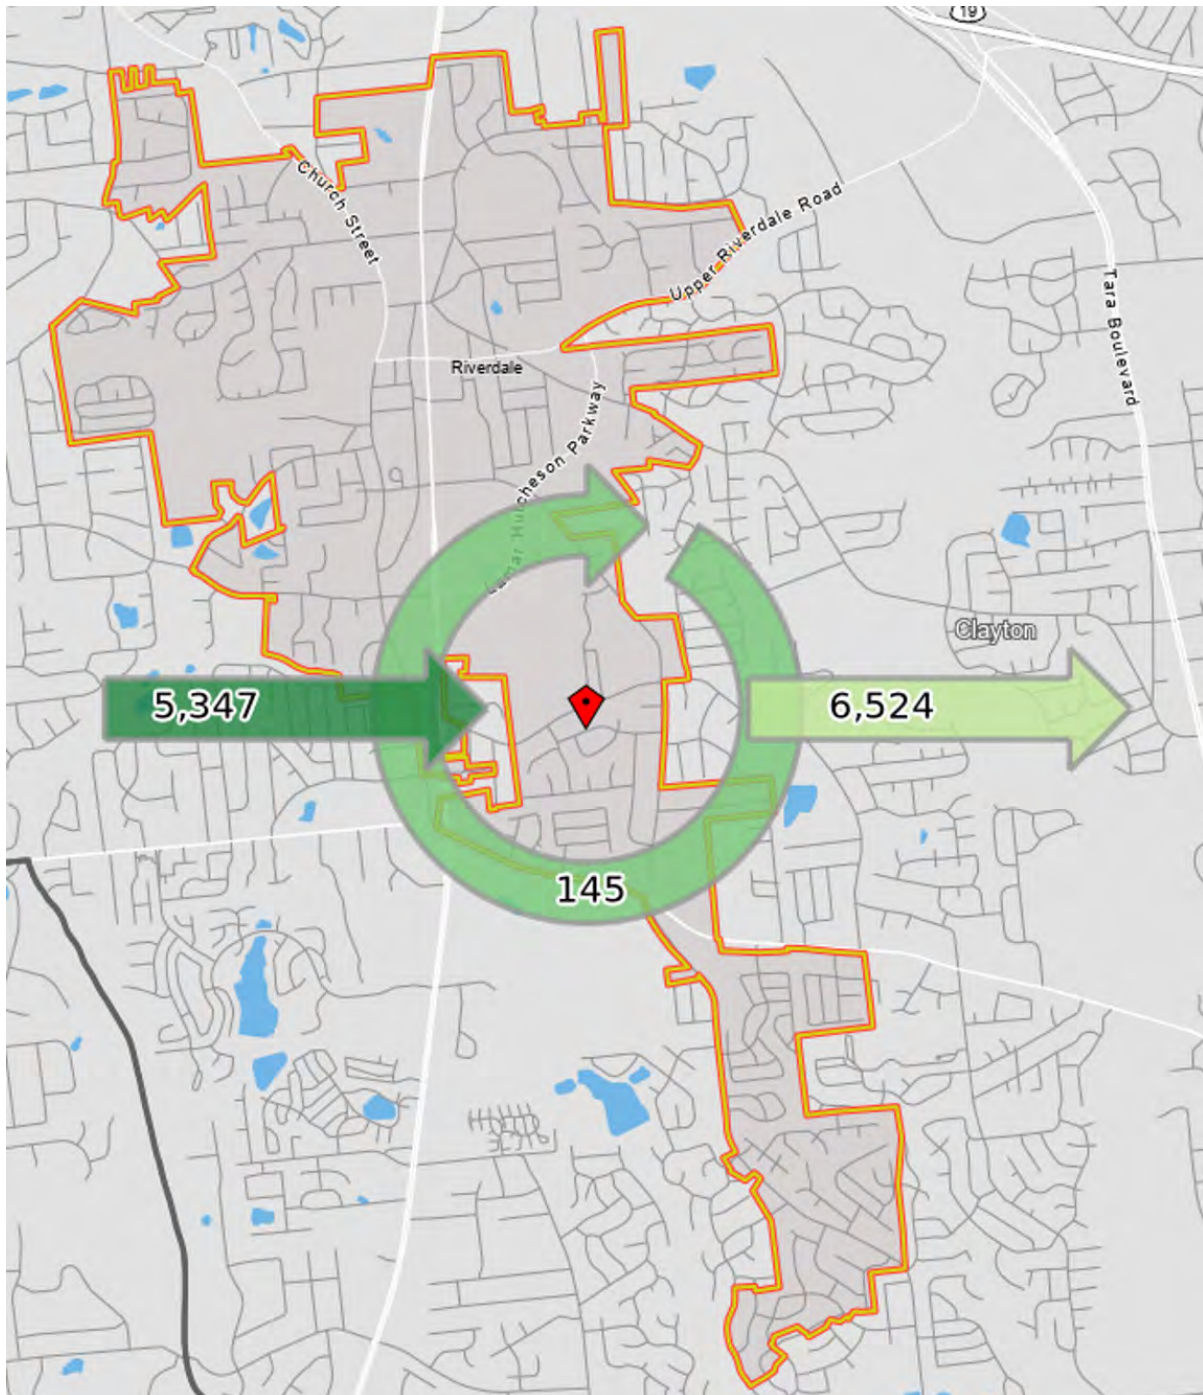 19
Church Street
Upper Riverdale Road
Tara Boulevard
Riverdale
Lamar Hutcheson Parkway
Clayton
5,347
6,524
145